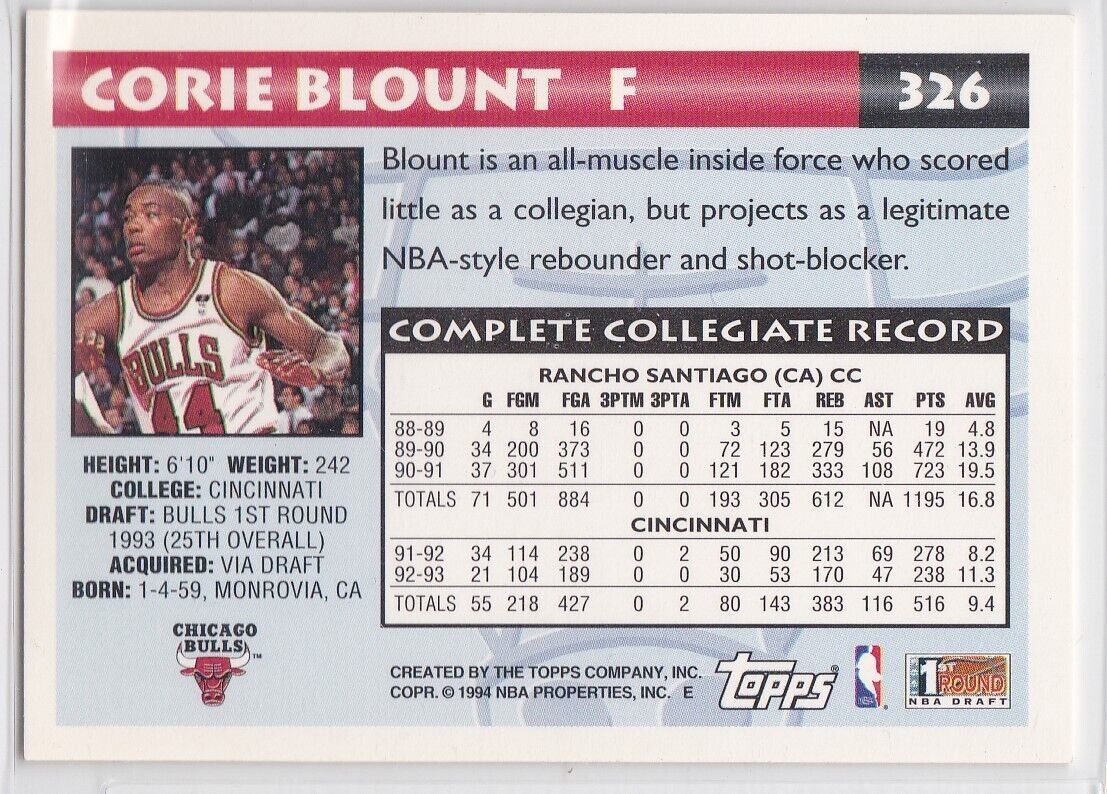 CORIE BLOUNT F 326
Blount is an all-muscle inside force who scored
little as a collegian, but projects as a legitimate
NBA-style rebounder and shot-blocker.
BULLS
44
HEIGHT: 6'10" WEIGHT: 242
COLLEGE: CINCINNATI
DRAFT: BULLS 1ST ROUND
1993 (25TH OVERALL)
ACQUIRED: VIA DRAFT
BORN: 1-4-59, MONROVIA, CA
CHICAGO
BULLS™
COMPLETE COLLEGIATE RECORD
RANCHO SANTIAGO (CA) CC
G FGM FGA 3PTM 3PTA FTM FTA REB AST PTS AVG
88-89 4 8 16 0 0 3 5 15 NA 19 4.8
89-90 34 200 373 0 0 72 123 279 56 472 13.9
90-91 37 301 511 0 0 121 182 333 108 723 19.5
TOTALS 71 501 884 0 0 193 305 612 NA 1195 16.8
CINCINNATI
91-92 34 114 238 0 2 50 90 213 69 278 8.2
92-93 21 104 189 0 0 30 53 170 47 238 11.3
TOTALS 55 218 427 0 2 80 143 383 116 516 9.4
CREATED BY THE TOPPS COMPANY, INC.
COPR. © 1994 NBA PROPERTIES, INC. E
Topps®
1ST ROUND
NBA DRAFT